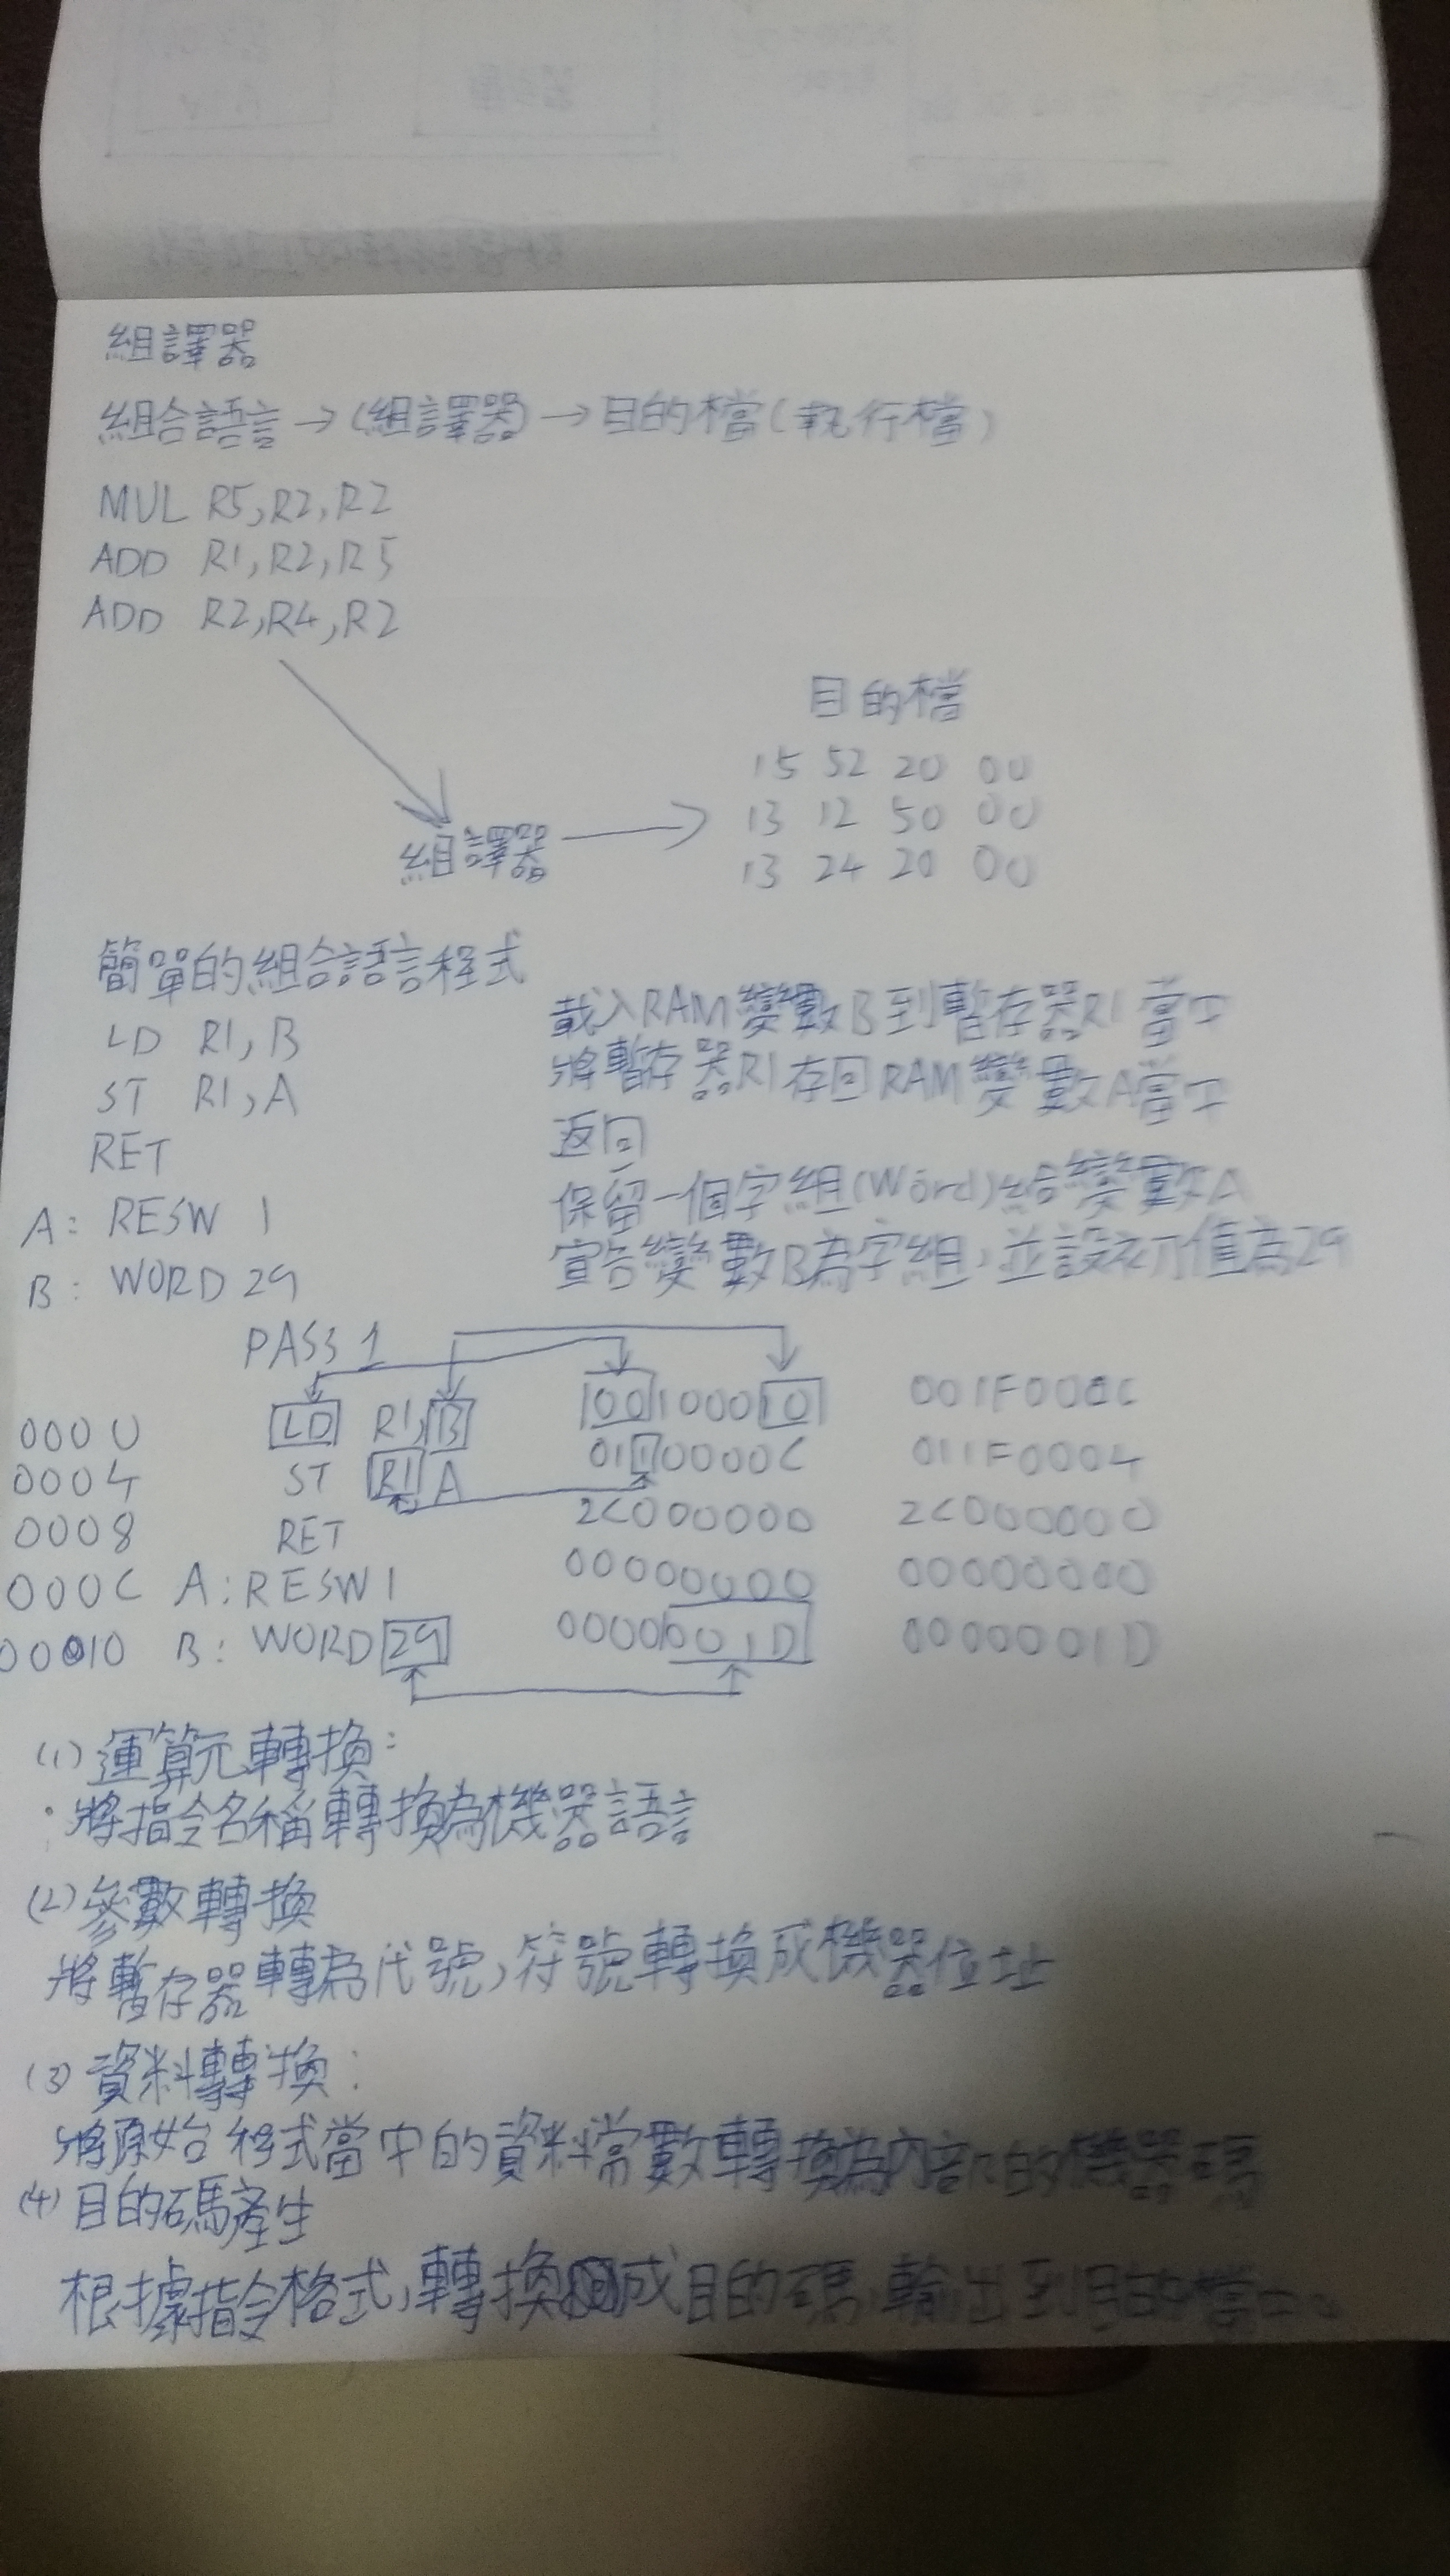 組譯器
組合語言→(組譯器)→目的檔(執行檔)
MUL R5,R2,R2
ADD R1,R2,R5
ADD R2,R4,R2
目的檔
15 52 20 00
13 12 50 00
13 24 20 00
組譯器
簡單的組合語言程式
LD R1,B 載入RAM變數B到暫存器R1當中
ST R1,A 將暫存器R1存回RAM變數A當中
RET 返回
A: RESW 1 保留一個字組(Word)給變數A
B: WORD 29 宣告變數B為字組,並設初值為29
PASS 1
0000 LD R1,B 00100010 001F000C
0004 ST R1 A 0110000C 011F0004
0008 RET 2C000000 2C000000
000C A:RESW 1 00000000 00000000
00010 B: WORD 29 0000001D 0000001D
(1)運算元轉換:
·將指令名稱轉換為機器語言
(2)參數轉換
將暫存器轉為代號,符號轉換成機器位址
(3)資料轉換:
將原始程式當中的資料常數轉換為內部的機器碼
(4)目的碼產生
根據指令格式,轉換成目的碼 輸出到目的檔中